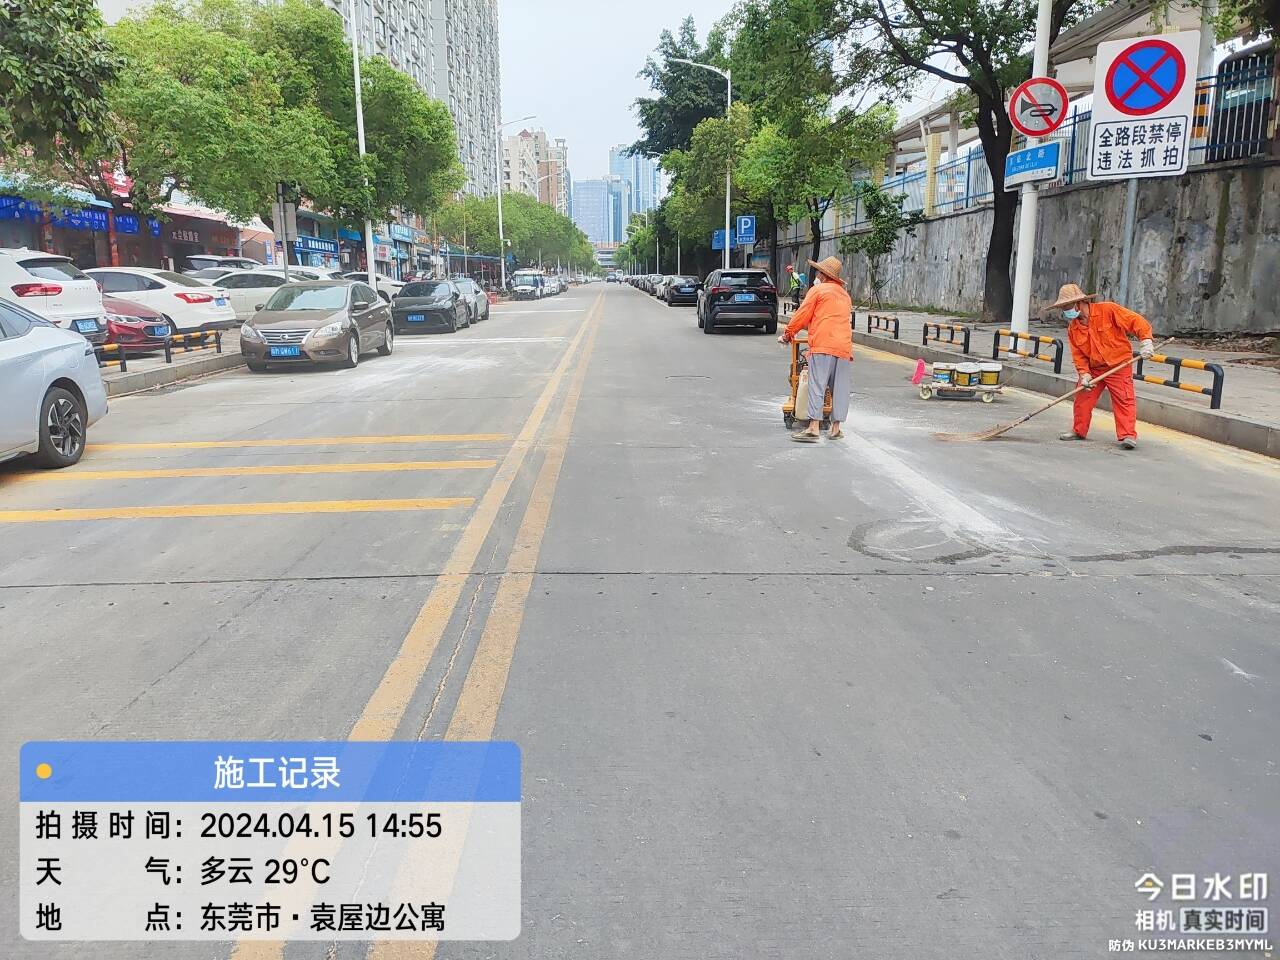 全路段禁停
违法抓拍
P
施工记录
拍摄时间：2024.04.15 14:55
天气：多云 29°C
地点：东莞市·袁屋边公寓
今日水印
相机 真实时间
防伪 KU3MARKEB3MYML